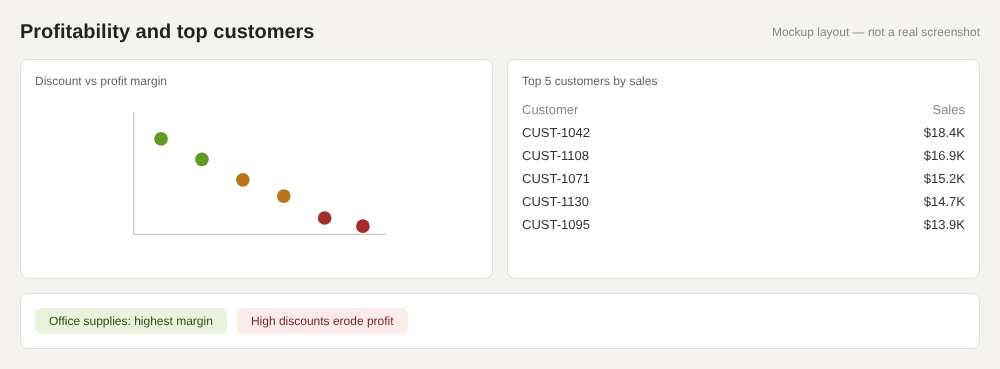 Profitability and top customers
Mockup layout — not a real screenshot
Discount vs profit margin
Top 5 customers by sales
Customer Sales
CUST-1042 $18.4K
CUST-1108 $16.9K
CUST-1071 $15.2K
CUST-1130 $14.7K
CUST-1095 $13.9K
Office supplies: highest margin
High discounts erode profit